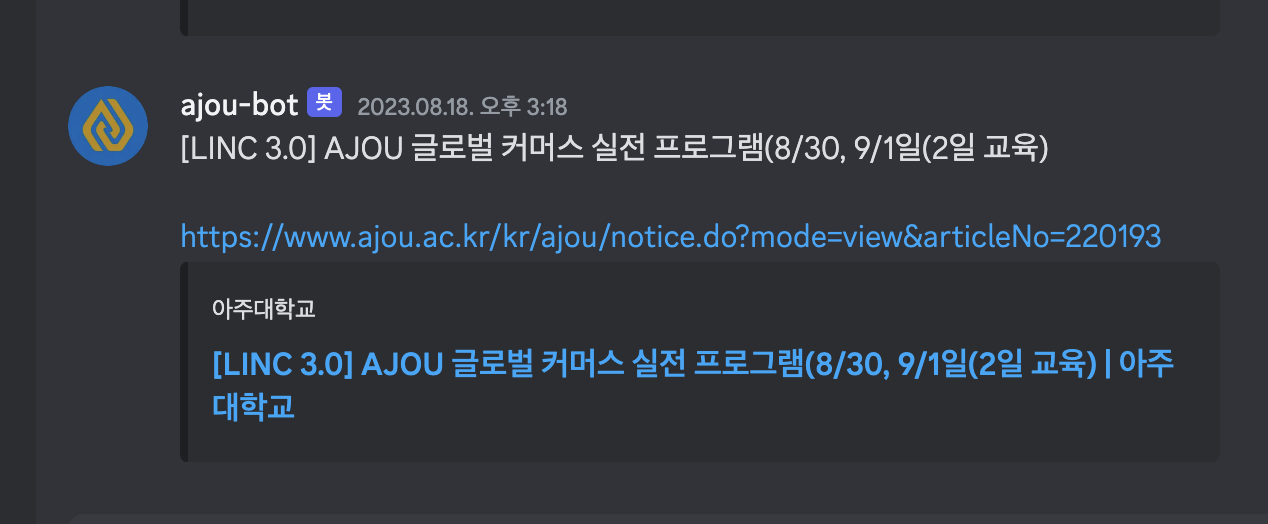 ajou-bot 봇 2023.08.18. 오후 3:18
[LINC 3.0] AJOU 글로벌 커머스 실전 프로그램(8/30, 9/1일(2일 교육)
https://www.ajou.ac.kr/kr/ajou/notice.do?mode=view&articleNo=220193
아주대학교
[LINC 3.0] AJOU 글로벌 커머스 실전 프로그램(8/30, 9/1일(2일 교육) | 아주
대학교